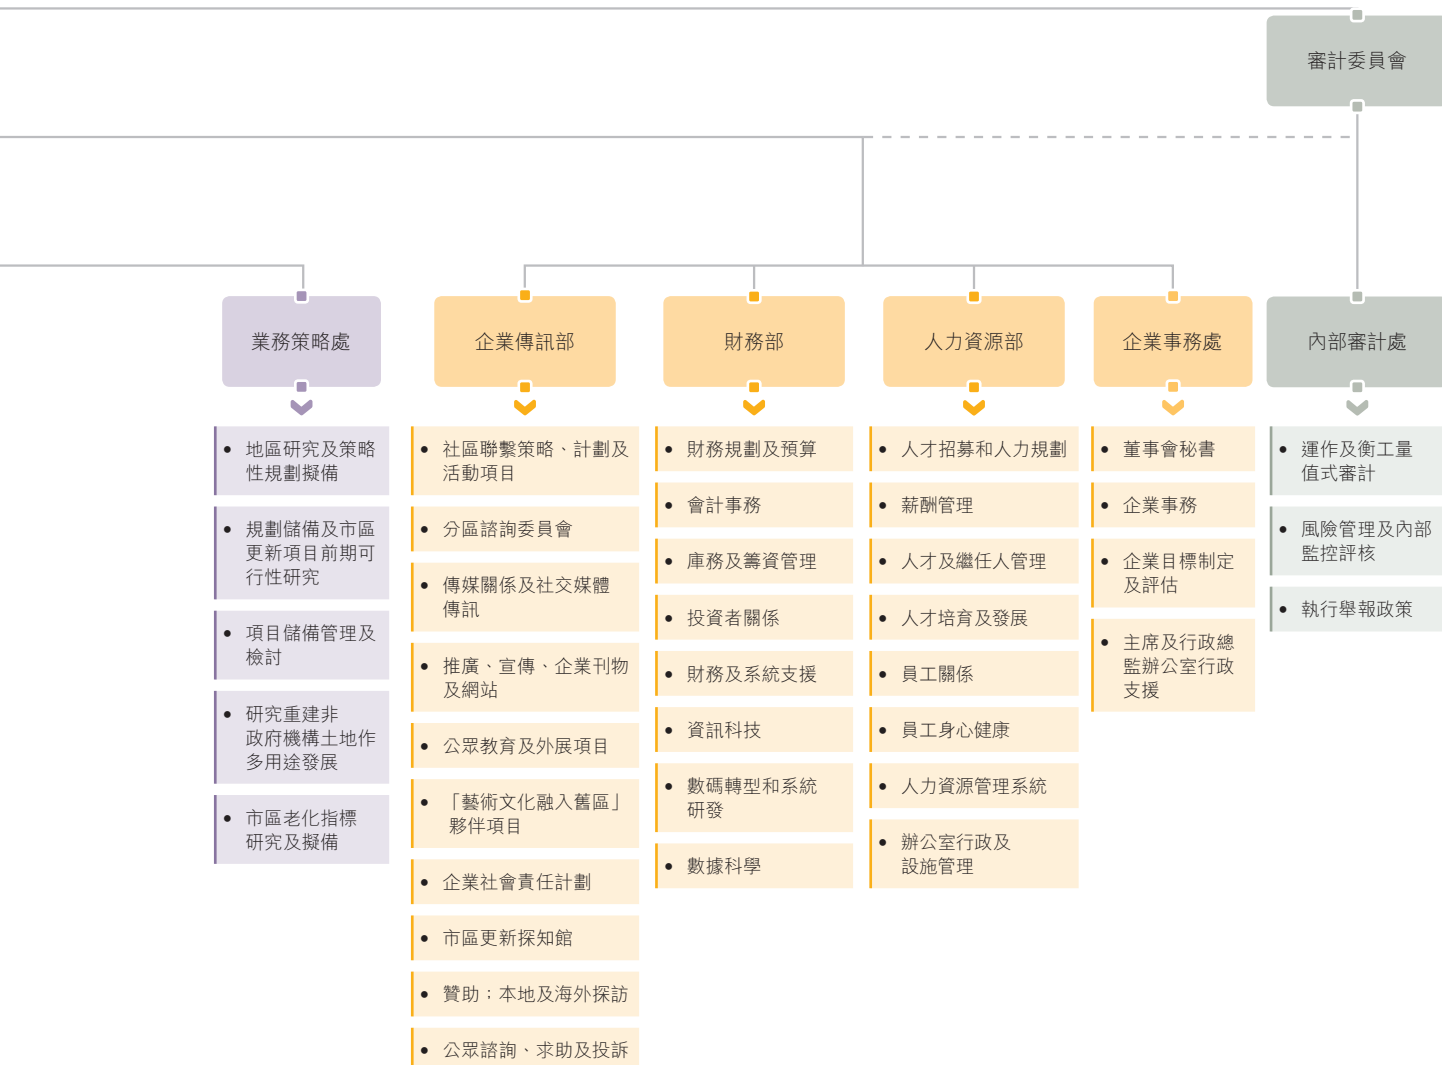 審計委員會
業務策略處
地區研究及策略
性規劃擬備
規劃儲備及市區
更新項目前期可
行性研究
項目儲備管理及
檢討
研究重建非
政府機構土地作
多用途發展
市區老化指標
研究及擬備
企業傳訊部
社區聯繫策略、計劃及
活動項目
分區諮詢委員會
傳媒關係及社交媒體
傳訊
推廣、宣傳、企業刊物
及網站
公眾教育及外展項目
「藝術文化融入舊區」
夥伴項目
企業社會責任計劃
市區更新探知館
贊助；本地及海外探訪
公眾諮詢、求助及投訴
財務部
財務規劃及預算
會計事務
庫務及籌資管理
投資者關係
財務及系統支援
資訊科技
數碼轉型和系統
研發
數據科學
人力資源部
人才招募和人力規劃
薪酬管理
人才及繼任人管理
人才培育及發展
員工關係
員工身心健康
人力資源管理系統
辦公室行政及
設施管理
企業事務處
董事會秘書
企業事務
企業目標制定
及評估
主席及行政總
監辦公室行政
支援
內部審計處
運作及衡工量
值式審計
風險管理及內部
監控評核
執行舉報政策